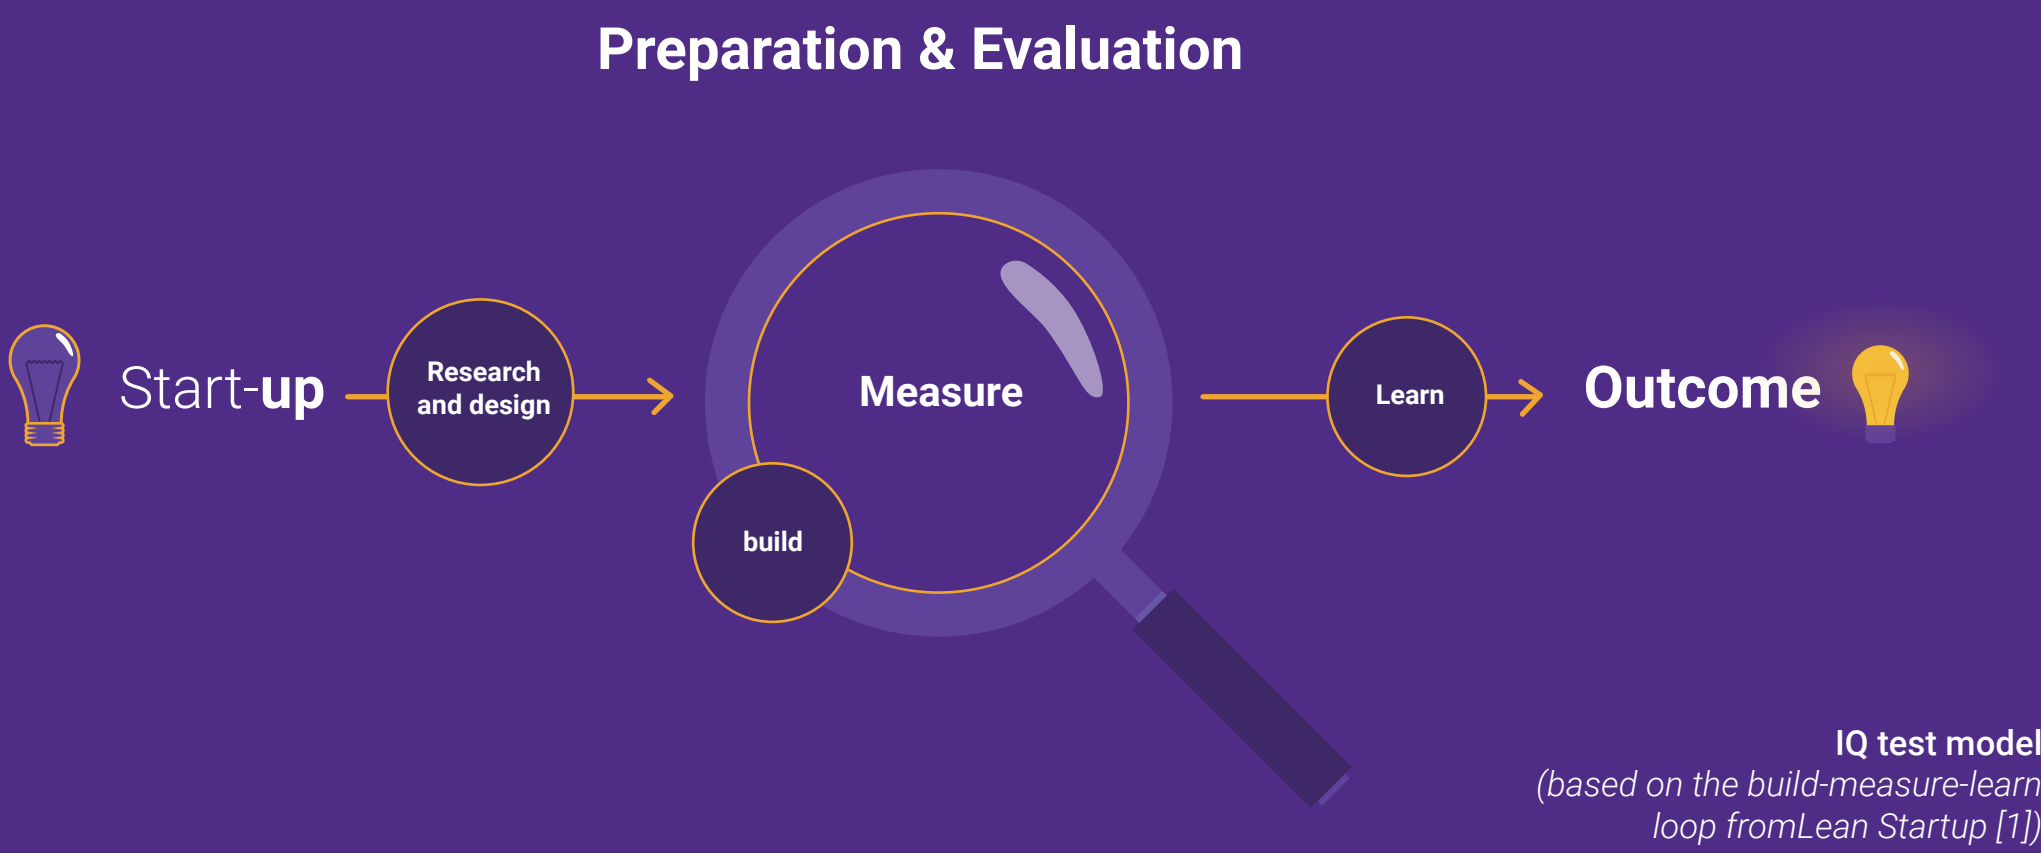 Preparation & Evaluation
Start-up
Research
and design
Measure
build
Learn
Outcome
IQ test model
(based on the build-measure-learn
loop fromLean Startup [1])